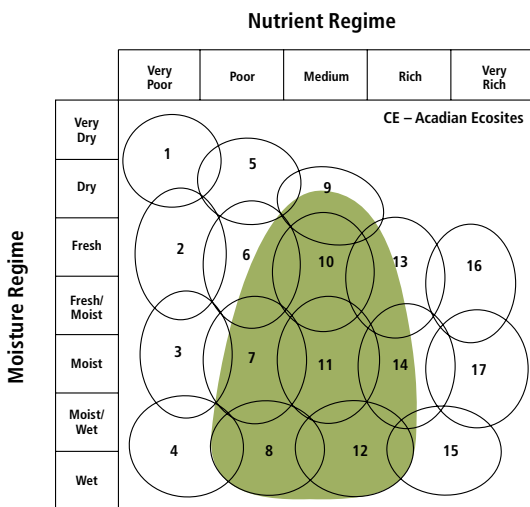 Nutrient Regime
Very
Poor
Poor
Medium
Rich
Very
Rich
Moisture Regime
Very
Dry
Dry
Fresh
Fresh/
Moist
Moist
Moist/
Wet
Wet
CE – Acadian Ecosites
1
5
9
2
6
10
13
16
3
7
11
14
17
4
8
12
15